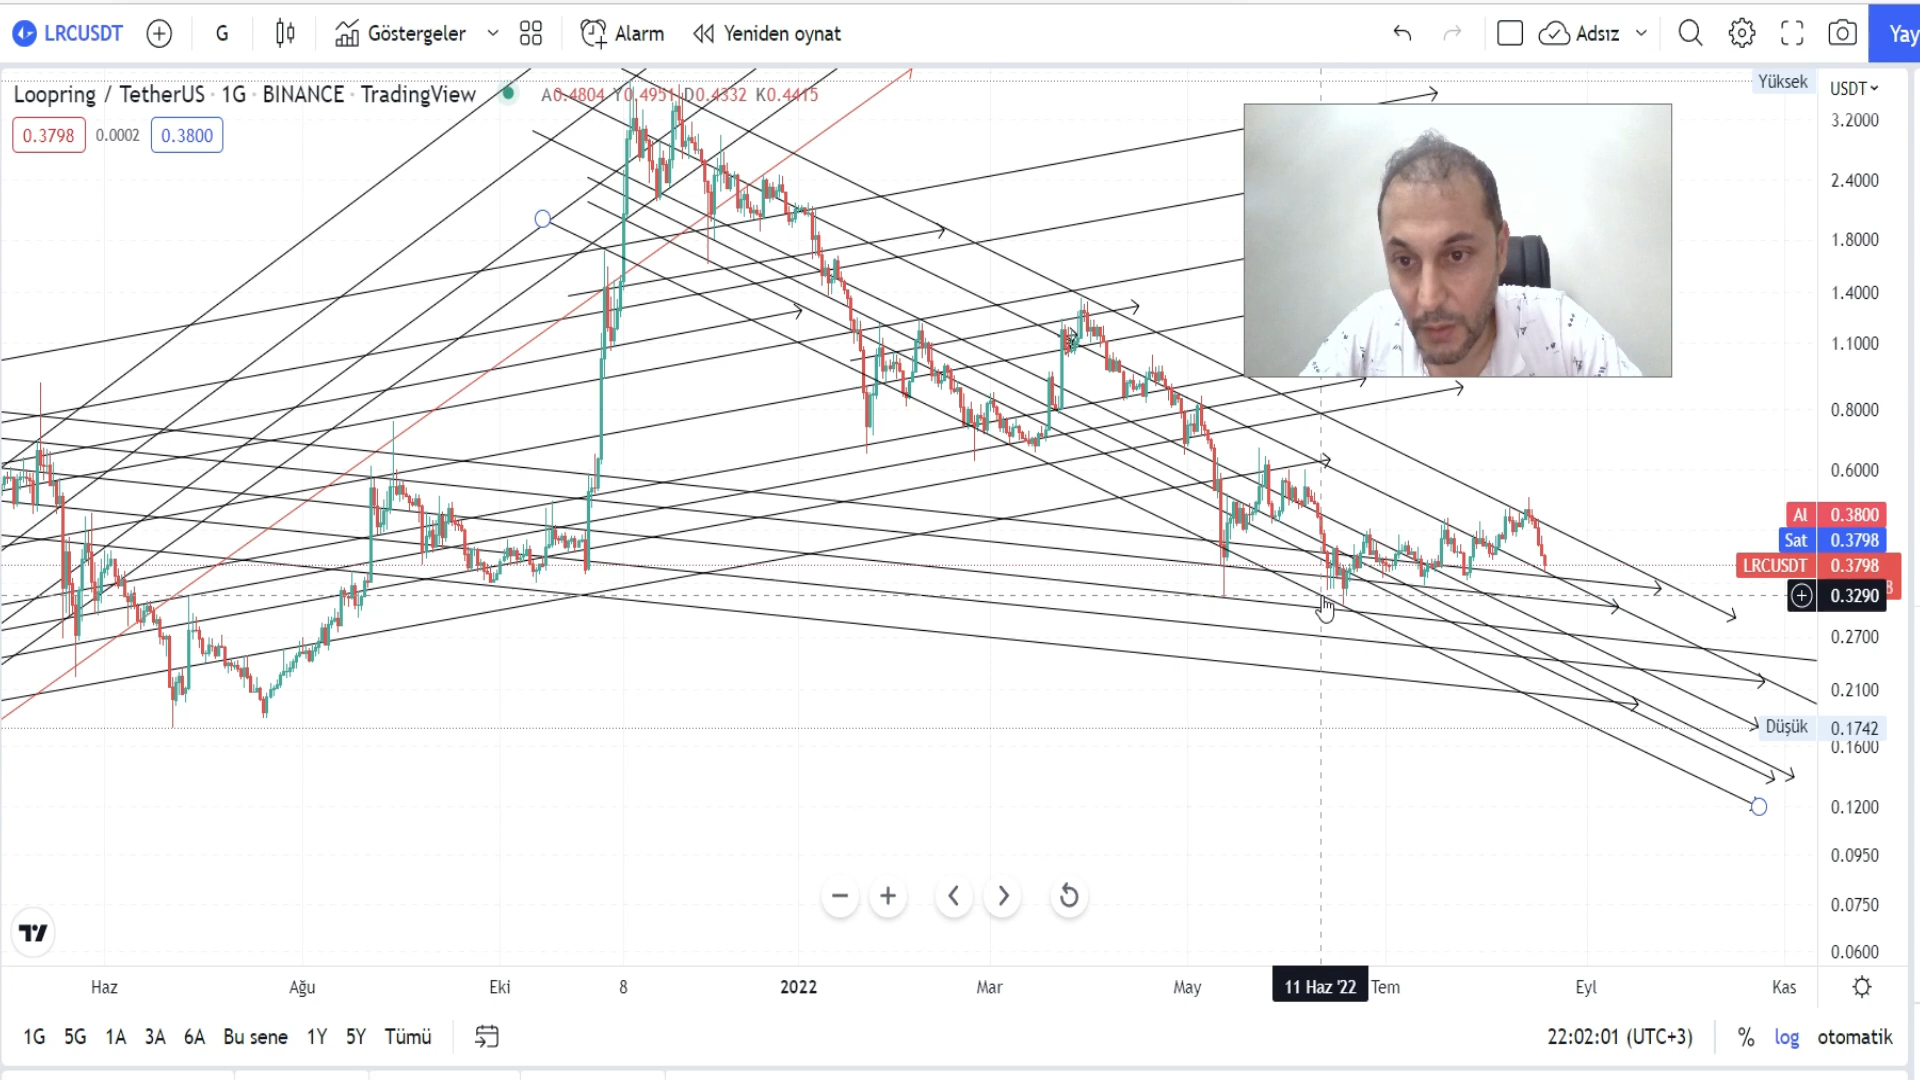 LRCUSDT G Göstergeler Alarm Yeniden oynat Adsız Yay
Loopring / TetherUS · 1G · BINANCE · TradingView A0.4804 Y0.4951 D0.4332 K0.4415
0.3798 0.0002 0.3800
Yüksek
USDT
3.2000
2.4000
1.8000
1.4000
1.1000
0.8000
0.6000
Al 0.3800
Sat 0.3798
LRCUSDT 0.3798
0.3290
0.2700
0.2100
Düşük 0.1742
0.1600
0.1200
0.0950
0.0750
0.0600
Haz Ağu Eki 8 2022 Mar May 11 Haz '22 Tem Eyl Kas
1G 5G 1A 3A 6A Bu sene 1Y 5Y Tümü 22:02:01 (UTC+3) % log otomatik